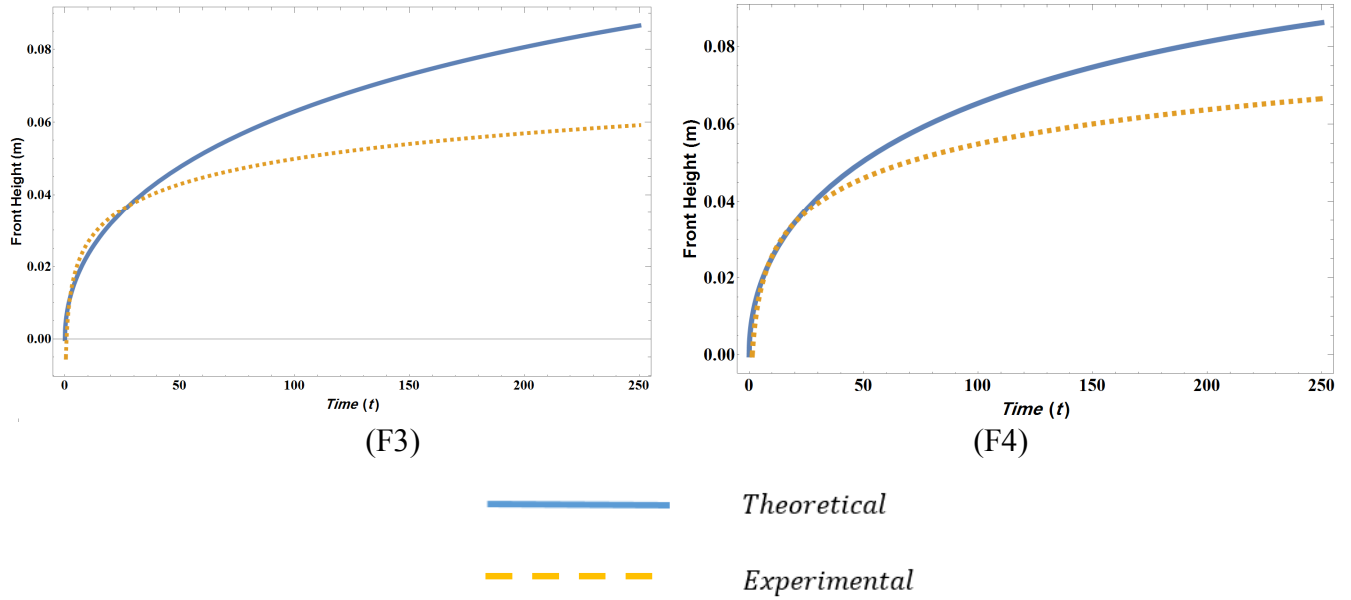 0.08
0.06
0.04
0.02
0.00
Front Height (m)
0 50 100 150 200 250
Time (t)
(F3)
0.08
0.06
0.04
0.02
0.00
Front Height (m)
0 50 100 150 200 250
Time (t)
(F4)
Theoretical
Experimental